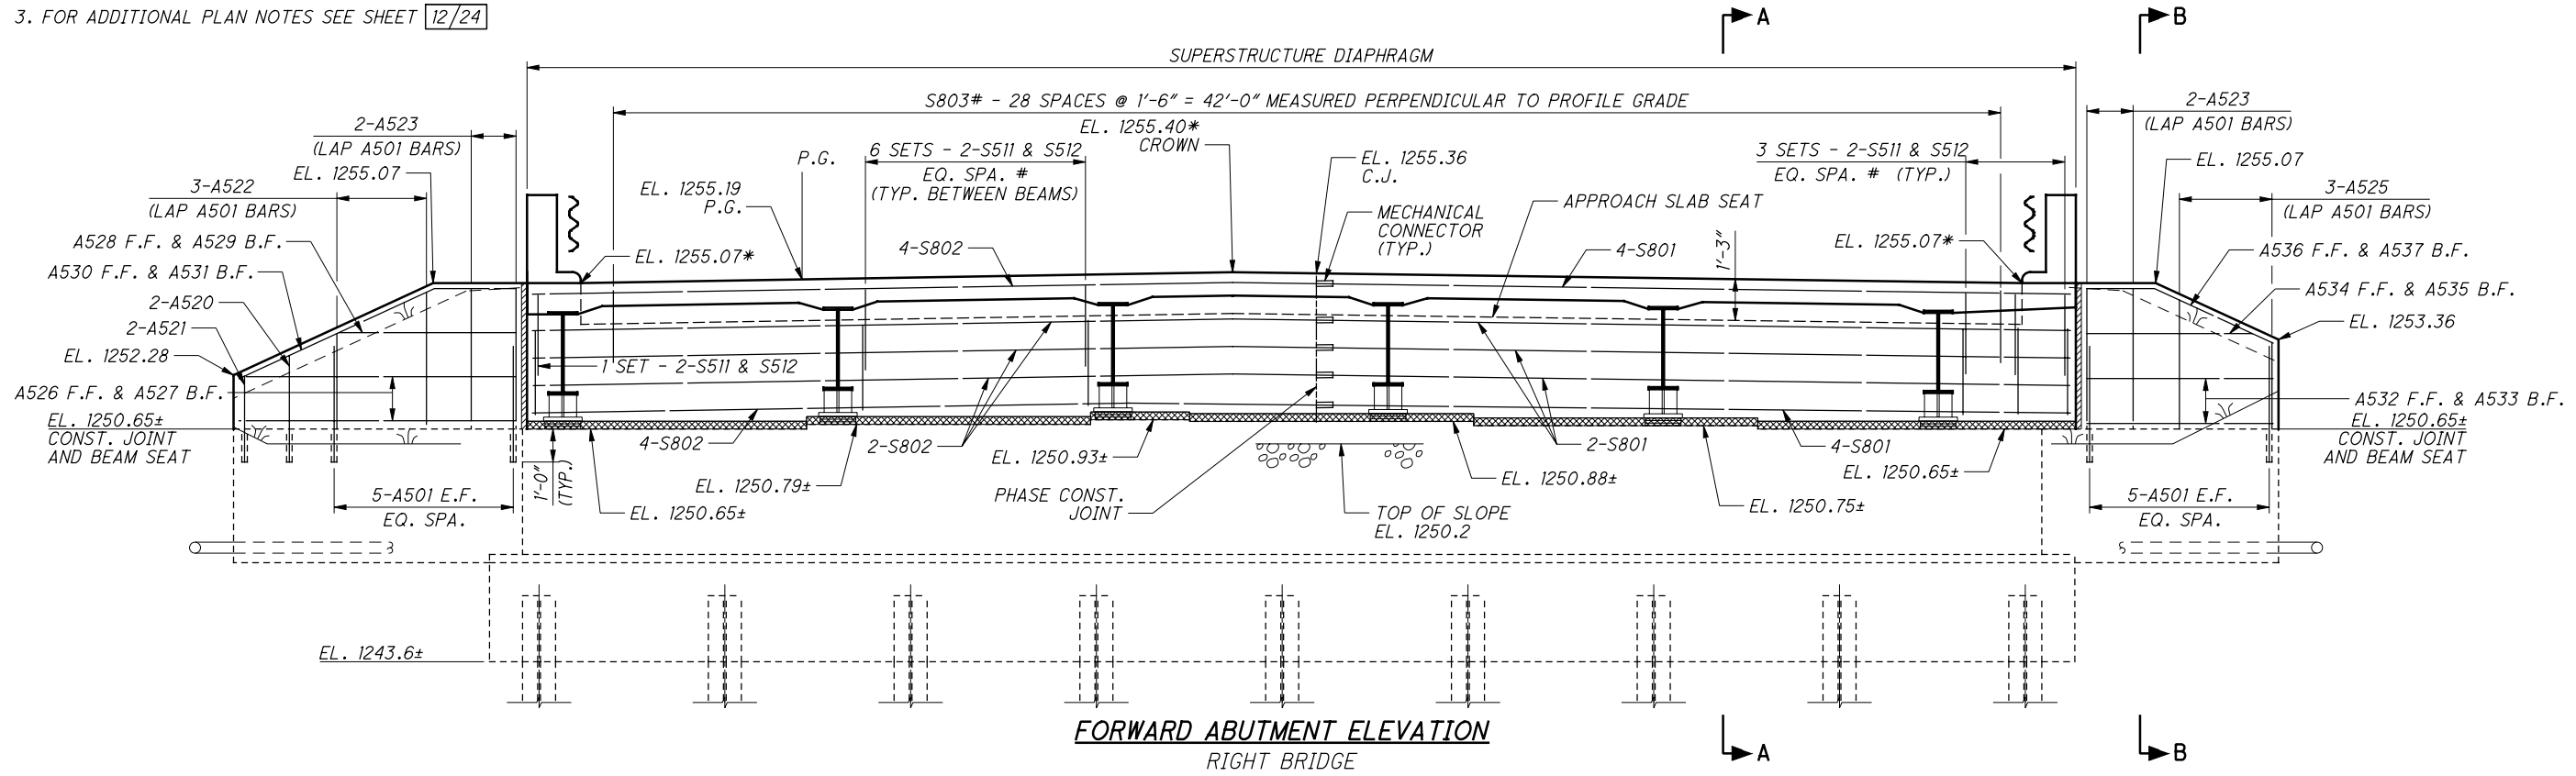 3. FOR ADDITIONAL PLAN NOTES SEE SHEET 12/24
A
B
SUPERSTRUCTURE DIAPHRAGM
S803# - 28 SPACES @ 1'-6" = 42'-0" MEASURED PERPENDICULAR TO PROFILE GRADE
2-A523
(LAP A501 BARS)
EL. 1255.07
3-A522
(LAP A501 BARS)
A528 F.F. & A529 B.F.
A530 F.F. & A531 B.F.
2-A520
2-A521
EL. 1252.28
A526 F.F. & A527 B.F.
EL. 1250.65±
CONST. JOINT
AND BEAM SEAT
5-A501 E.F.
EQ. SPA.
EL. 1243.6±
EL. 1255.19
P.G.
P.G.
EL. 1255.07*
6 SETS - 2-S511 & S512
EQ. SPA. #
(TYP. BETWEEN BEAMS)
EL. 1255.40*
CROWN
EL. 1255.36
C.J.
MECHANICAL
CONNECTOR
(TYP.)
4-S802
4-S801
APPROACH SLAB SEAT
1'-3"
3 SETS - 2-S511 & S512
EQ. SPA. # (TYP.)
EL. 1255.07*
1 SET - 2-S511 & S512
4-S802
2-S802
2-S801
4-S801
1'-0"
(TYP.)
EL. 1250.65±
EL. 1250.79±
EL. 1250.93±
PHASE CONST.
JOINT
TOP OF SLOPE
EL. 1250.2
EL. 1250.88±
EL. 1250.75±
EL. 1250.65±
2-A523
(LAP A501 BARS)
EL. 1255.07
3-A525
(LAP A501 BARS)
A536 F.F. & A537 B.F.
A534 F.F. & A535 B.F.
EL. 1253.36
A532 F.F. & A533 B.F.
EL. 1250.65±
CONST. JOINT
AND BEAM SEAT
5-A501 E.F.
EQ. SPA.
FORWARD ABUTMENT ELEVATION
RIGHT BRIDGE
A
B